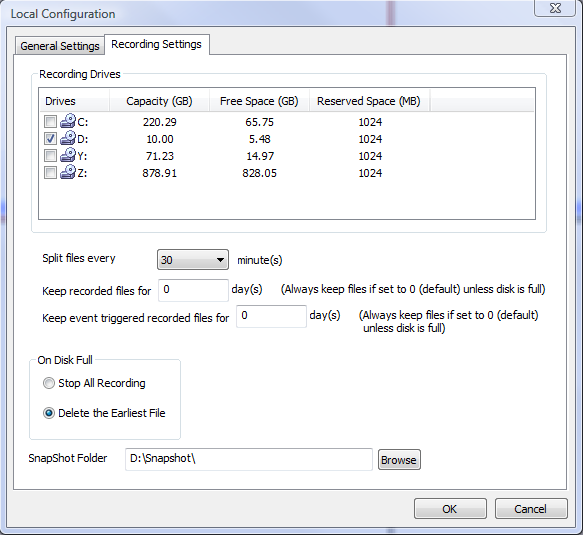 Local Configuration
General Settings Recording Settings
Recording Drives
Drives Capacity (GB) Free Space (GB) Reserved Space (MB)
C: 220.29 65.75 1024
D: 10.00 5.48 1024
Y: 71.23 14.97 1024
Z: 878.91 828.05 1024
Split files every 30 minute(s)
Keep recorded files for 0 day(s) (Always keep files if set to 0 (default) unless disk is full)
Keep event triggered recorded files for 0 day(s) (Always keep files if set to 0 (default)
unless disk is full)
On Disk Full
Stop All Recording
Delete the Earliest File
SnapShot Folder D:\Snapshot\ Browse
OK Cancel